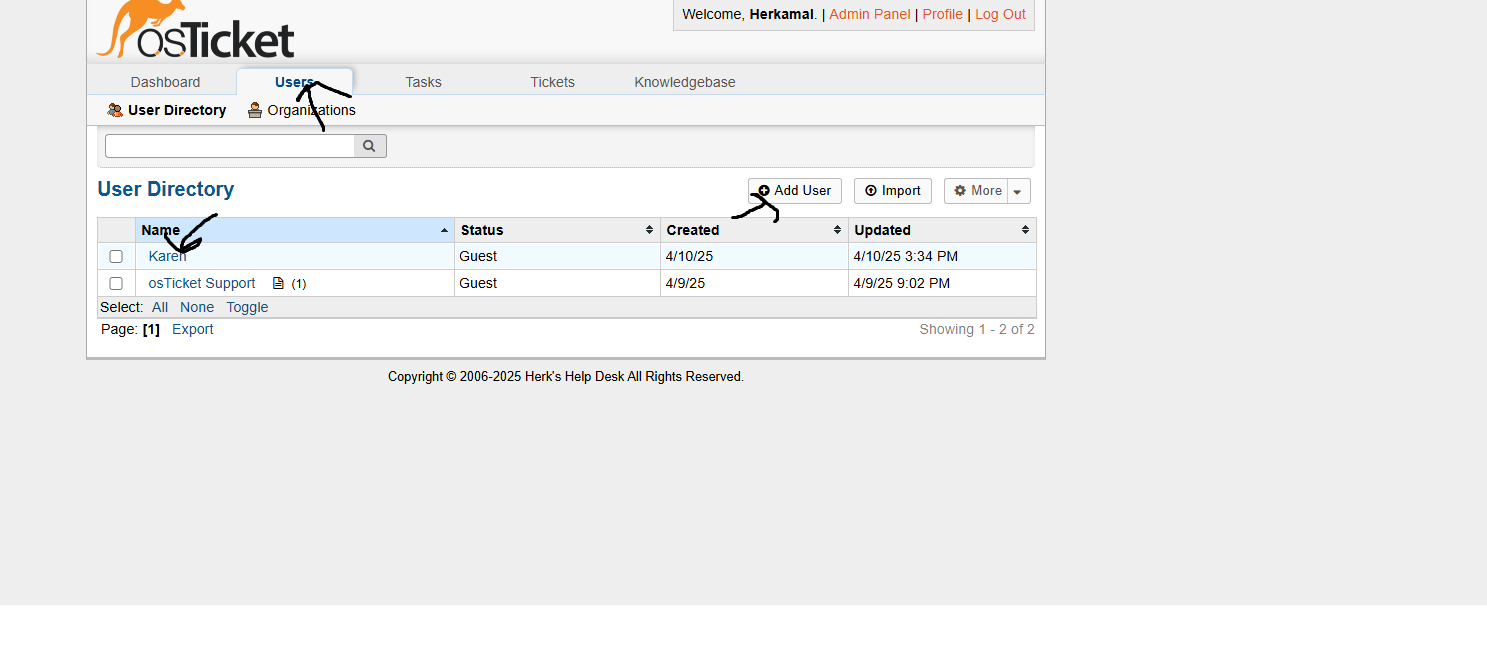 osTicket
Welcome, Herkamal. | Admin Panel | Profile | Log Out
Dashboard Users Tasks Tickets Knowledgebase
User Directory Organizations
User Directory
Add User Import More
Name Status Created Updated
Karen Guest 4/10/25 4/10/25 3:34 PM
osTicket Support (1) Guest 4/9/25 4/9/25 9:02 PM
Select: All None Toggle
Page: [1] Export Showing 1 - 2 of 2
Copyright © 2006-2025 Herk's Help Desk All Rights Reserved.